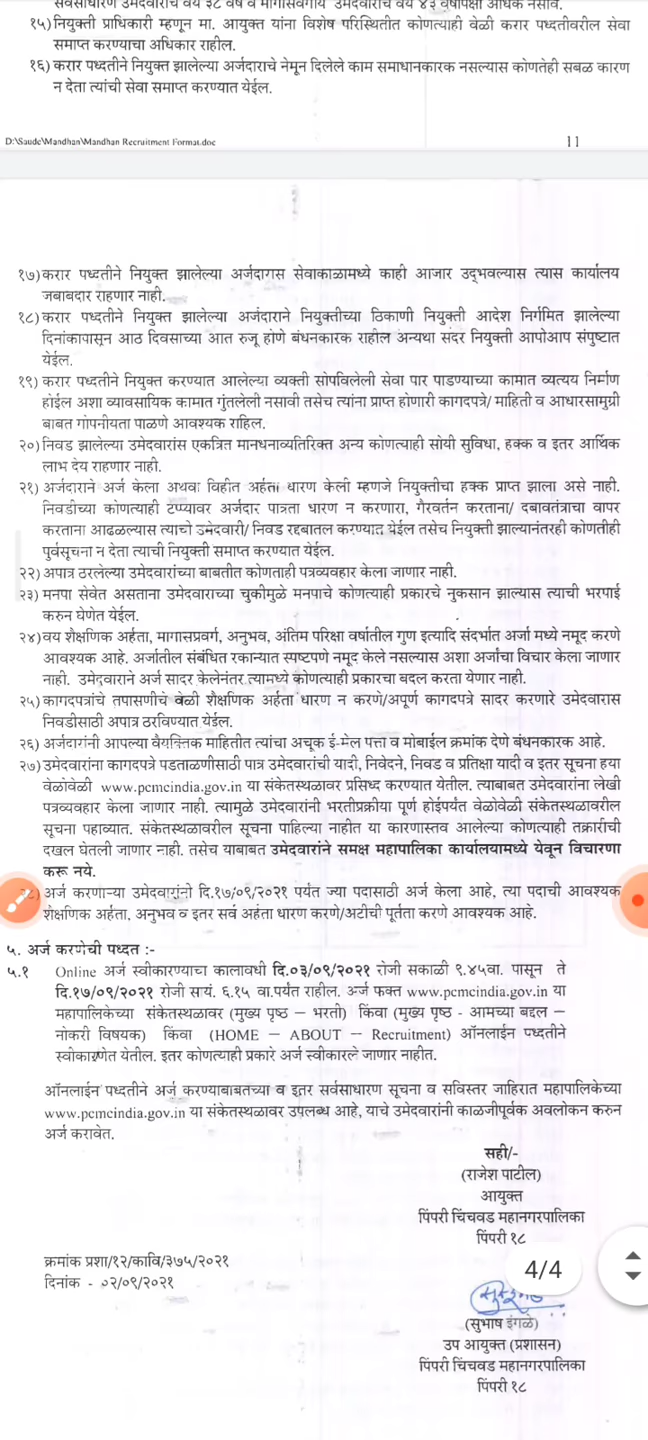 सर्वसाधारण उमेदवाराचे वय ३८ वर्षे व मागासवर्गीय उमेदवाराचे वय ४३ वर्षापेक्षा अधिक नसावे.
१५) नियुक्ती प्राधिकारी म्हणून मा. आयुक्त यांना विशेष परिस्थितीत कोणत्याही वेळी करार पध्दतीवरील सेवा
समाप्त करण्याचा अधिकार राहील.
१६) करार पध्दतीने नियुक्त झालेल्या अर्जदाराचे नेमून दिलेले काम समाधानकारक नसल्यास कोणतेही सबळ कारण
न देता त्यांची सेवा समाप्त करण्यात येईल.
D:\Saude\Mandhan\Mandhan Recruitment Format.doc 11
१७) करार पध्दतीने नियुक्त झालेल्या अर्जदारास सेवाकाळामध्ये काही आजार उद्भवल्यास त्यास कार्यालय
जबाबदार राहणार नाही.
१८) करार पध्दतीने नियुक्त झालेल्या अर्जदाराने नियुक्तीच्या ठिकाणी नियुक्ती आदेश निर्गमित झालेल्या
दिनांकापासून आठ दिवसाच्या आत रुजू होणे बंधनकारक राहील अन्यथा सदर नियुक्ती आपोआप संपुष्टात
येईल.
१९) करार पध्दतीने नियुक्त करण्यात आलेल्या व्यक्ती सोपविलेली सेवा पार पाडण्याच्या कामात व्यत्यय निर्माण
होईल अशा व्यावसायिक कामात गुंतलेली नसावी तसेच त्यांना प्राप्त होणारी कागदपत्रे/ माहिती व आधारसामुग्री
बाबत गोपनीयता पाळणे आवश्यक राहिल.
२०) निवड झालेल्या उमेदवारांस एकत्रित मानधनाव्यतिरिक्त अन्य कोणत्याही सोयी सुविधा, हक्क व इतर आर्थिक
लाभ देय राहणार नाही.
२१) अर्जदाराने अर्ज केला अथवा विहीत अर्हता धारण केली म्हणजे नियुक्तीचा हक्क प्राप्त झाला असे नाही.
निवडीच्या कोणत्याही टप्प्यावर अर्जदार पात्रता धारण न करणारा, गैरवर्तन करताना/ दबावतंत्राचा वापर
करताना आढळल्यास त्याची उमेदवारी/ निवड रद्दबातल करण्यात येईल तसेच नियुक्ती झाल्यानंतरही कोणतीही
पुर्वसूचना न देता त्याची नियुक्ती समाप्त करण्यात येईल.
२२) अपात्र ठरलेल्या उमेदवारांच्या बाबतीत कोणताही पत्रव्यवहार केला जाणार नाही.
२३) मनपा सेवेत असताना उमेदवाराच्या चुकीमुळे मनपाचे कोणत्याही प्रकारचे नुकसान झाल्यास त्याची भरपाई
करुन घेणेत येईल.
२४) वय शैक्षणिक अर्हता, मागासप्रवर्ग, अनुभव, अंतिम परिक्षा वर्षातील गुण इत्यादि संदर्भात अर्जा मध्ये नमूद करणे
आवश्यक आहे. अर्जातील संबंधित रकान्यात स्पष्टपणे नमूद केले नसल्यास अशा अर्जांचा विचार केला जाणार
नाही. उमेदवाराने अर्ज सादर केलेनंतर त्यामध्ये कोणत्याही प्रकारचा बदल करता येणार नाही.
२५) कागदपत्रांचे तपासणीचे वेळी शैक्षणिक अर्हता धारण न करणे/अपूर्ण कागदपत्रे सादर करणारे उमेदवारास
निवडीसाठी अपात्र ठरविण्यात येईल.
२६) अर्जदारांनी आपल्या वैयक्तिक माहितीत त्यांचा अचूक ई-मेल पत्ता व मोबाईल क्रमांक देणे बंधनकारक आहे.
२७) उमेदवारांना कागदपत्रे पडताळणीसाठी पात्र उमेदवारांची यादी, निवेदने, निवड व प्रतिक्षा यादी व इतर सूचना हया
वेळोवेळी www.pcmcindia.gov.in या संकेतस्थळावर प्रसिध्द करण्यात येतील. त्याबाबत उमेदवारांना लेखी
पत्रव्यवहार केला जाणार नाही. त्यामुळे उमेदवारांनी भरतीप्रक्रीया पूर्ण होईपर्यंत वेळोवेळी संकेतस्थळावरील
सूचना पहाव्यात. संकेतस्थळावरील सूचना पाहिल्या नाहीत या कारणास्तव आलेल्या कोणत्याही तक्रारीची
दखल घेतली जाणार नाही. तसेच याबाबत उमेदवारांने समक्ष महापालिका कार्यालयामध्ये येवून विचारणा
करू नये.
अर्ज करणाऱ्या उमेदवारांनी दि.१७/०९/२०२१ पर्यंत ज्या पदासाठी अर्ज केला आहे, त्या पदाची आवश्यक
शैक्षणिक अर्हता, अनुभव व इतर सर्व अर्हता धारण करणे/अटीची पूर्तता करणे आवश्यक आहे.
५. अर्ज करणेची पध्दत :-
५.१ Online अर्ज स्वीकारण्याचा कालावधी दि.०३/०९/२०२१ रोजी सकाळी ९.४५वा. पासून ते
दि.१७/०९/२०२१ रोजी सायं. ६.१५ वा.पर्यंत राहील. अर्ज फक्त www.pcmcindia.gov.in या
महापालिकेच्या संकेतस्थळावर (मुख्य पृष्ठ – भरती) किंवा (मुख्य पृष्ठ - आमच्या बद्दल –
नोकरी विषयक) किंवा (HOME – ABOUT – Recruitment) ऑनलाईन पध्दतीने
स्वीकारणेत येतील. इतर कोणत्याही प्रकारे अर्ज स्वीकारले जाणार नाहीत.
ऑनलाईन पध्दतीने अर्ज करण्याबाबतच्या व इतर सर्वसाधारण सूचना व सविस्तर जाहिरात महापालिकेच्या
www.pcmcindia.gov.in या संकेतस्थळावर उपलब्ध आहे, याचे उमेदवारांनी काळजीपूर्वक अवलोकन करुन
अर्ज करावेत.
सही/-
(राजेश पाटील)
आयुक्त
पिंपरी चिंचवड महानगरपालिका
पिंपरी १८
क्रमांक प्रशा/१२/कावि/३७५/२०२१
दिनांक - ०२/०९/२०२१
4/4
(सुभाष इंगळे)
उप आयुक्त (प्रशासन)
पिंपरी चिंचवड महानगरपालिका
पिंपरी १८